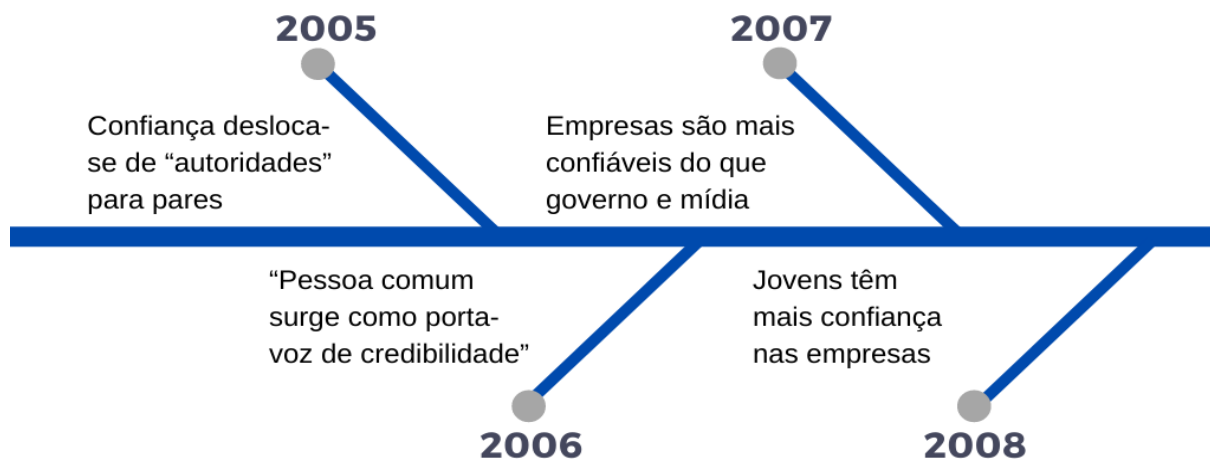 2005
Confiança desloca-
se de “autoridades”
para pares
“Pessoa comum
surge como porta-
voz de credibilidade”
2006
2007
Empresas são mais
confiáveis do que
governo e mídia
Jovens têm
mais confiança
nas empresas
2008